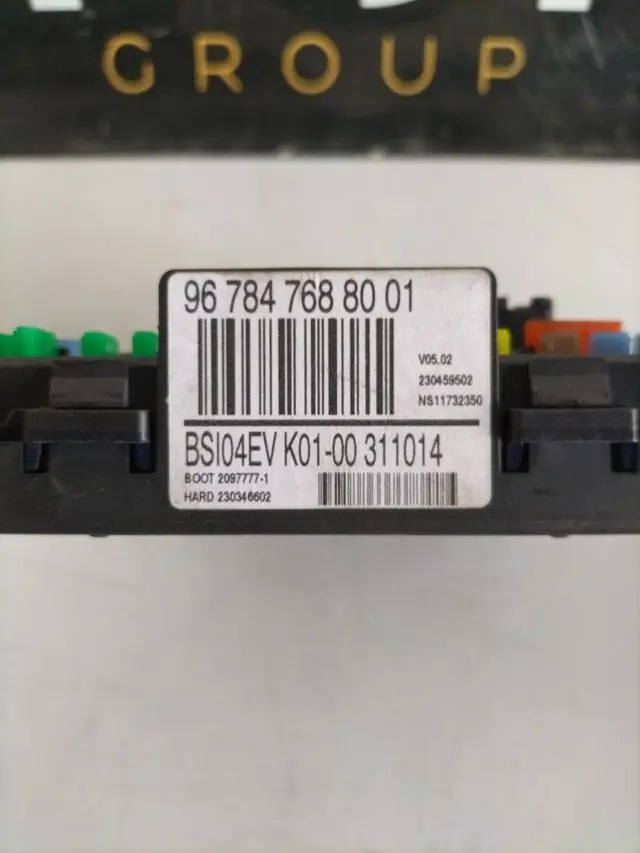 GROUP
96 784 768 80 01
V05.02
230459502
NS11732350
BSI04EV K01-00 311014
BOOT 2097777-1
HARD 230346602